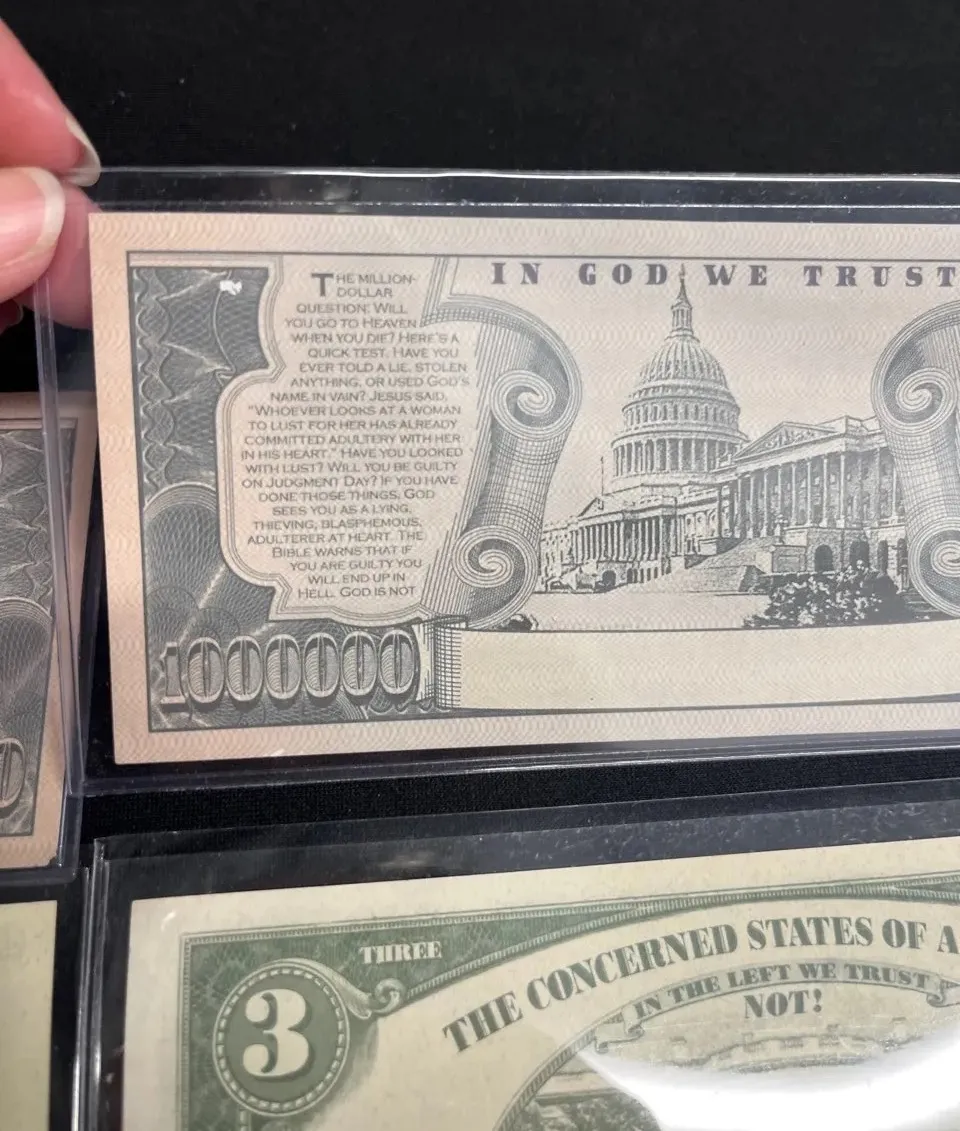 THE MILLION-
DOLLAR
QUESTION: WILL
YOU GO TO HEAVEN
WHEN YOU DIE? HERE'S A
QUICK TEST. HAVE YOU
EVER TOLD A LIE, STOLEN
ANYTHING, OR USED GOD'S
NAME IN VAIN? JESUS SAID,
"WHOEVER LOOKS AT A WOMAN
TO LUST FOR HER HAS ALREADY
COMMITTED ADULTERY WITH HER
IN HIS HEART." HAVE YOU LOOKED
WITH LUST? WILL YOU BE GUILTY
ON JUDGMENT DAY? IF YOU HAVE
DONE THOSE THINGS, GOD
SEES YOU AS A LYING,
THIEVING, BLASPHEMOUS,
ADULTERER AT HEART. THE
BIBLE WARNS THAT IF
YOU ARE GUILTY YOU
WILL END UP IN
HELL. GOD IS NOT
IN GOD WE TRUST
1000000
0
THREE
3
THE CONCERNED STATES OF A
IN THE LEFT WE TRUST
NOT!